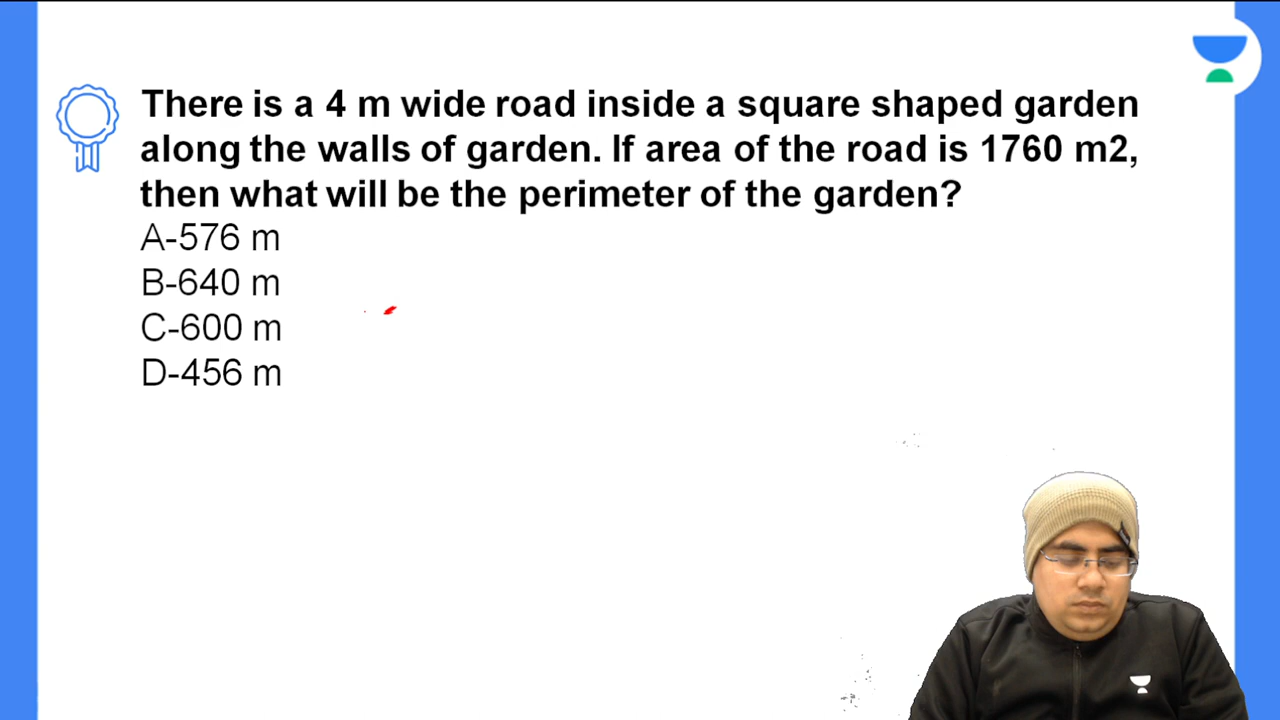 There is a 4 m wide road inside a square shaped garden
along the walls of garden. If area of the road is 1760 m2,
then what will be the perimeter of the garden?
A-576 m
B-640 m
C-600 m
D-456 m